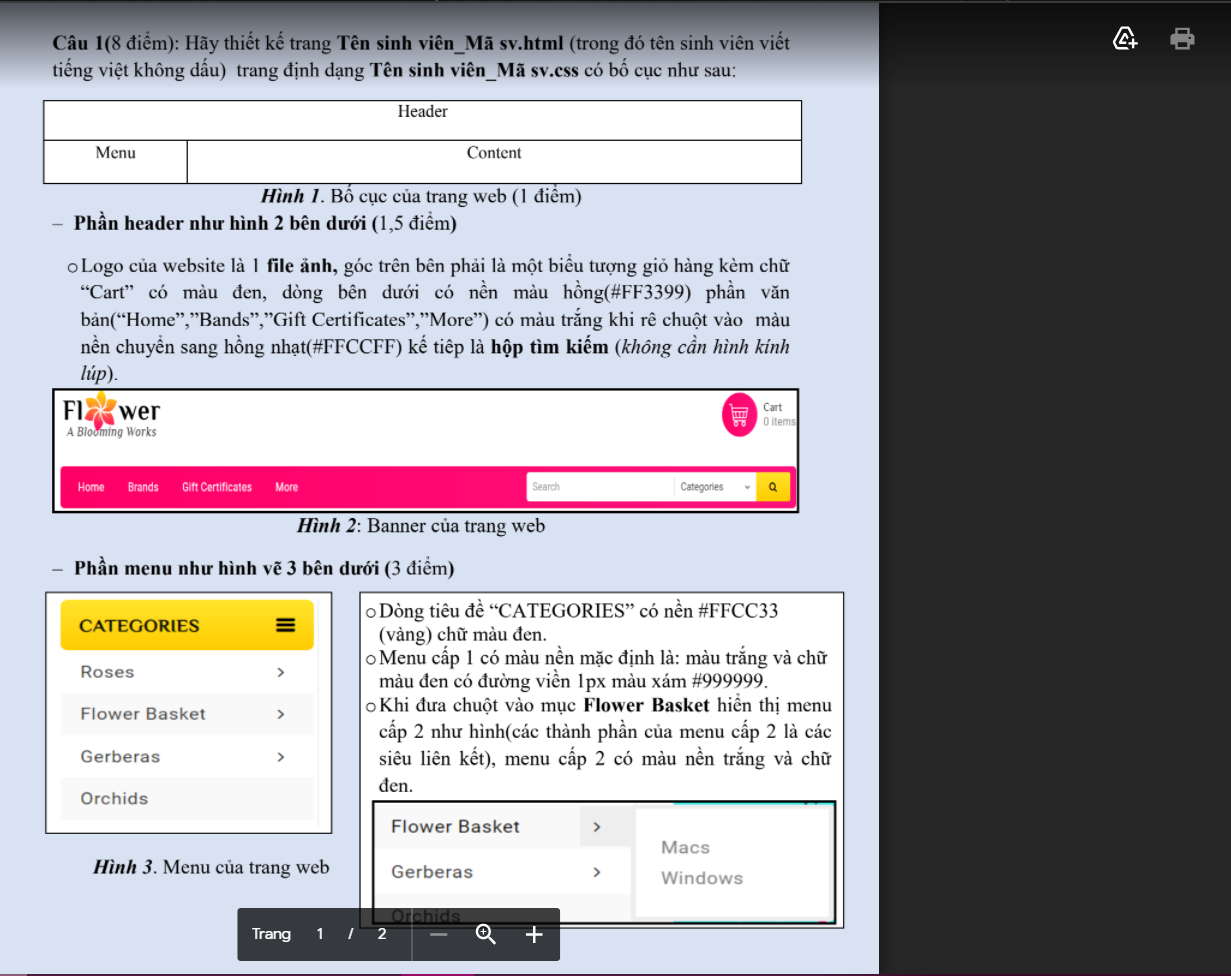 Câu 1(8 điểm): Hãy thiết kế trang Tên sinh viên_Mã sv.html (trong đó tên sinh viên viết
tiếng việt không dấu) trang định dạng Tên sinh viên_Mã sv.css có bố cục như sau:
Header
Menu
Content
Hình 1. Bố cục của trang web (1 điểm)
– Phần header như hình 2 bên dưới (1,5 điểm)
o Logo của website là 1 file ảnh, góc trên bên phải là một biểu tượng giỏ hàng kèm chữ
“Cart” có màu đen, dòng bên dưới có nền màu hồng(#FF3399) phần văn
bản(“Home”,”Bands”,”Gift Certificates”,”More”) có màu trắng khi rê chuột vào màu
nền chuyển sang hồng nhạt(#FFCCFF) kế tiêp là hộp tìm kiếm (không cần hình kính
lúp).
Flower
A Blooming Works
Cart
0 items
Home Brands Gift Certificates More Search Categories
Hình 2: Banner của trang web
– Phần menu như hình vẽ 3 bên dưới (3 điểm)
CATEGORIES
Roses >
Flower Basket >
Gerberas >
Orchids
Hình 3. Menu của trang web
o Dòng tiêu đề “CATEGORIES” có nền #FFCC33
(vàng) chữ màu đen.
o Menu cấp 1 có màu nền mặc định là: màu trắng và chữ
màu đen có đường viền 1px màu xám #999999.
o Khi đưa chuột vào mục Flower Basket hiển thị menu
cấp 2 như hình(các thành phần của menu cấp 2 là các
siêu liên kết), menu cấp 2 có màu nền trắng và chữ
đen.
Flower Basket >
Gerberas >
Orchids
Macs
Windows
Trang 1 / 2